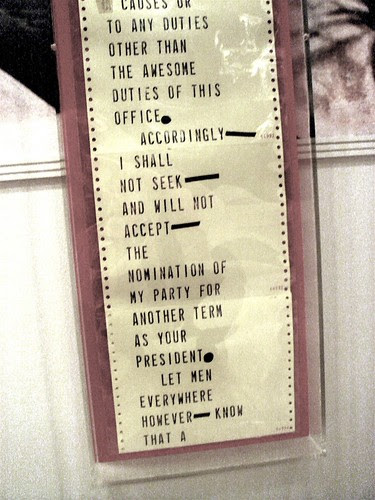 CAUSES OR
TO ANY DUTIES
OTHER THAN
THE AWESOME
DUTIES OF THIS
OFFICE.
ACCORDINGLY—
I SHALL
NOT SEEK—
AND WILL NOT
ACCEPT—
THE
NOMINATION OF
MY PARTY FOR
ANOTHER TERM
AS YOUR
PRESIDENT.
LET MEN
EVERYWHERE
HOWEVER—KNOW
THAT A